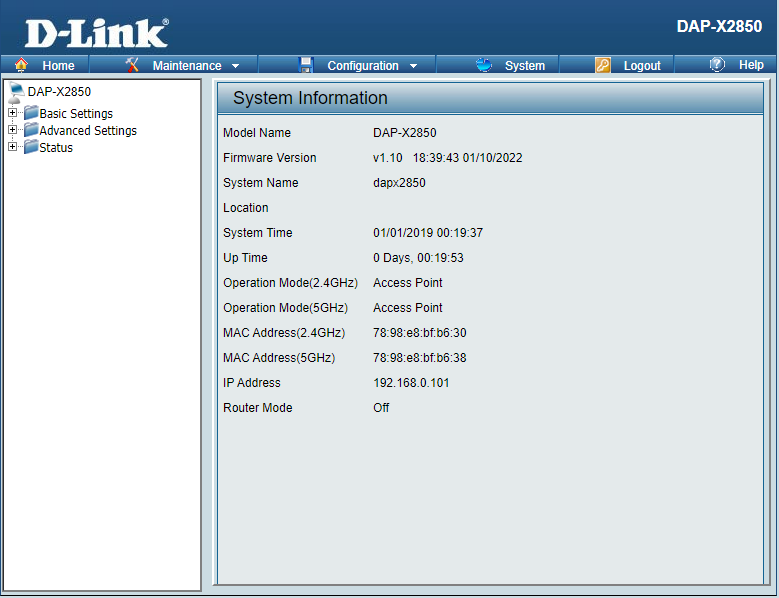 D-Link®
DAP-X2850
Home Maintenance Configuration System Logout Help
DAP-X2850
Basic Settings
Advanced Settings
Status
System Information
Model Name DAP-X2850
Firmware Version v1.10 18:39:43 01/10/2022
System Name dapx2850
Location
System Time 01/01/2019 00:19:37
Up Time 0 Days, 00:19:53
Operation Mode(2.4GHz) Access Point
Operation Mode(5GHz) Access Point
MAC Address(2.4GHz) 78:98:e8:bf:b6:30
MAC Address(5GHz) 78:98:e8:bf:b6:38
IP Address 192.168.0.101
Router Mode Off